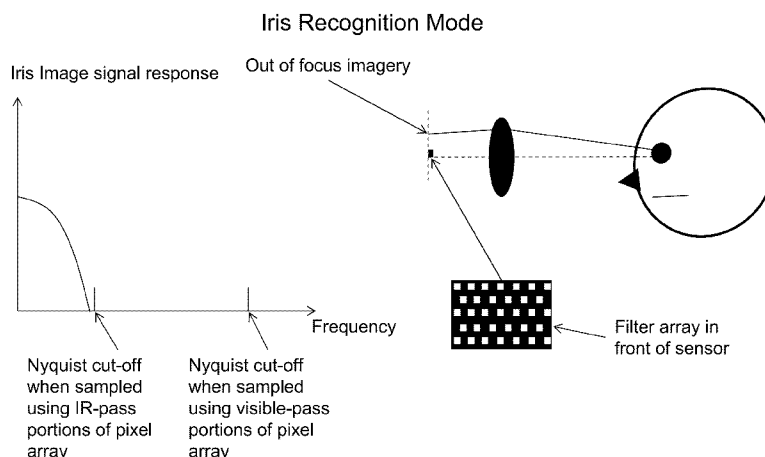 Iris Recognition Mode
Iris Image signal response
Out of focus imagery
Frequency
Filter array in
front of sensor
Nyquist cut-off
when sampled
using IR-pass
portions of pixel
array
Nyquist cut-off
when sampled
using visible-pass
portions of pixel
array